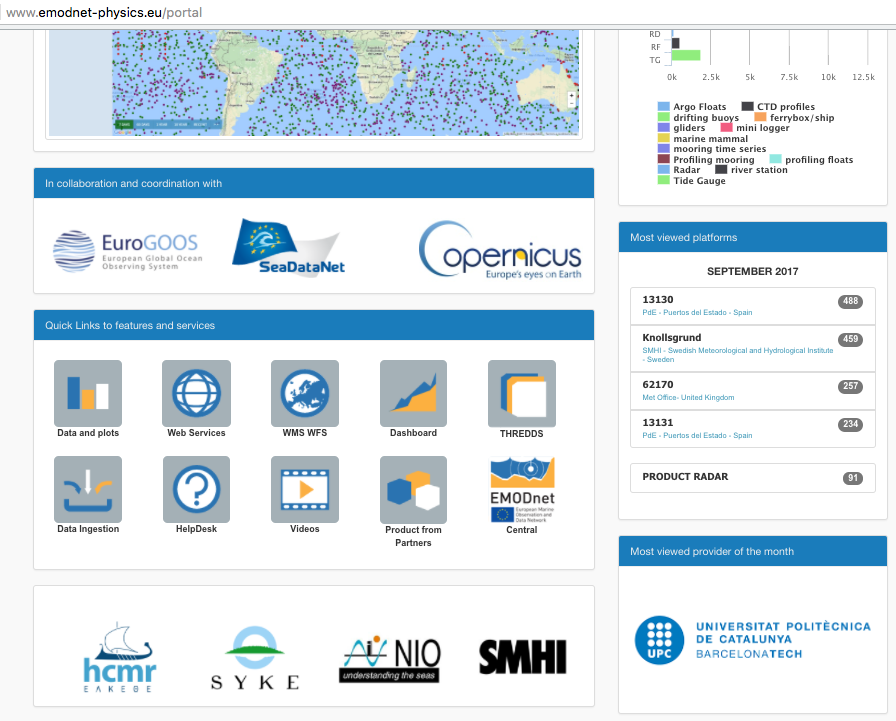 www.emodnet-physics.eu/portal
In collaboration and coordination with
EuroGOOS
European Global Ocean
Observing System
SeaDataNet
Copernicus
Europe's eyes on Earth
Quick Links to features and services
Data and plots
Web Services
WMS WFS
Dashboard
THREDDS
Data Ingestion
HelpDesk
Videos
Product from
Partners
EMODnet
European Marine
Observation and
Data Network
Central
hcmr
ΕΛΚΕΘΕ
SYKE
NIO
understanding the seas
SMHI
RD
RF
TG
0k 2.5k 5k 7.5k 10k 12.5k
Argo Floats CTD profiles
drifting buoys ferrybox/ship
gliders mini logger
marine mammal
mooring time series
Profiling mooring profiling floats
Radar river station
Tide Gauge
Most viewed platforms
SEPTEMBER 2017
13130 488
PdE - Puertos del Estado - Spain
Knollsgrund 459
SMHI - Swedish Meteorological and Hydrological Institute
- Sweden
62170 257
Met Office- United Kingdom
13131 234
PdE - Puertos del Estado - Spain
PRODUCT RADAR 91
Most viewed provider of the month
UPC
UNIVERSITAT POLITÈCNICA
DE CATALUNYA
BARCELONATECH